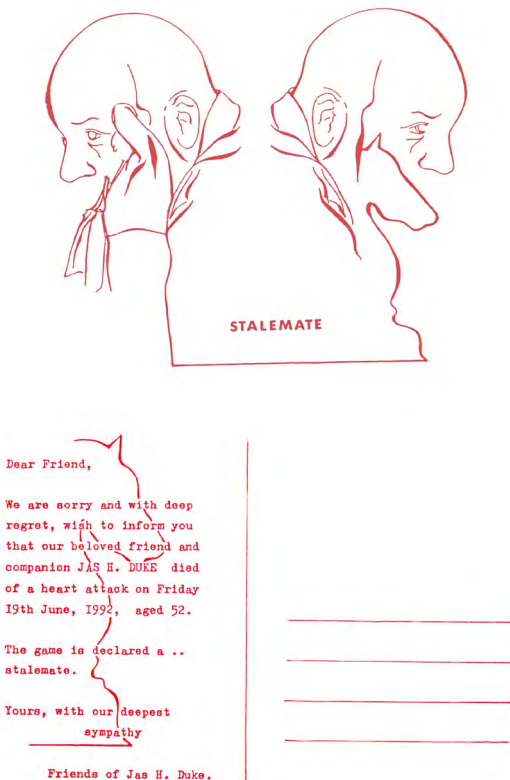 STALEMATE
Dear Friend,
We are sorry and with deep
regret, wish to inform you
that our beloved friend and
companion JAS H. DUKE died
of a heart attack on Friday
I9th June, I992, aged 52.
The game is declared a ..
stalemate.
Yours, with our deepest
sympathy
Friends of Jas H. Duke.